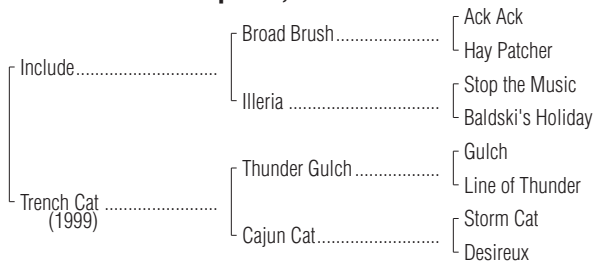 Ack Ack
Broad Brush....................
Hay Patcher
Include...........................
Stop the Music
Illeria .............................
Baldski's Holiday
Gulch
Thunder Gulch ................
Line of Thunder
Trench Cat .....................
(1999)
Storm Cat
Cajun Cat.......................
Desireux